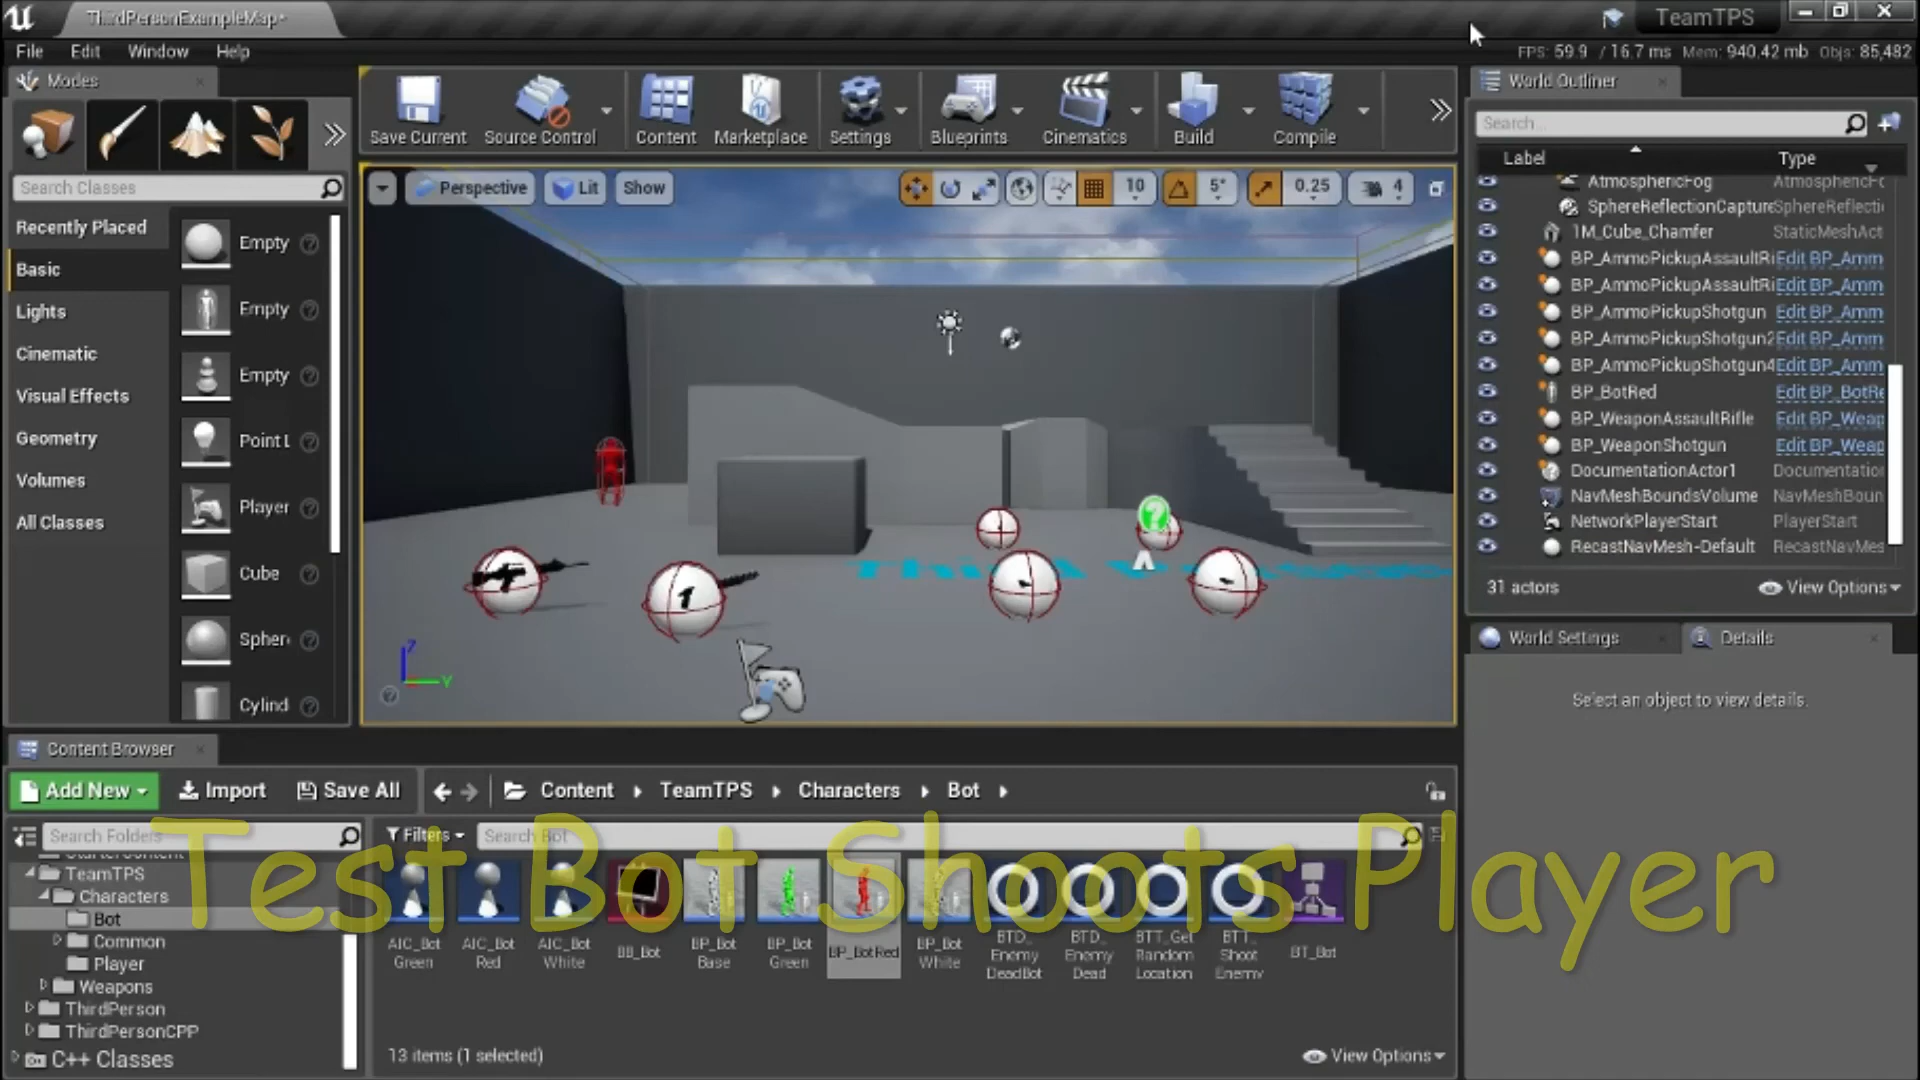 ThirdPersonExampleMap*
TeamTPS
File Edit Window Help
FPS: 59.9 / 16.7 ms Mem: 940.42 mb Objs: 85,482
Modes
Save Current Source Control Content Marketplace Settings Blueprints Cinematics Build Compile
Search Classes
Recently Placed
Basic
Lights
Cinematic
Visual Effects
Geometry
Volumes
All Classes
Empty
Empty
Empty
Point L
Player
Cube
Spher
Cylind
Perspective Lit Show
10 5° 0.25 4
Z
Y
World Outliner
Search...
Label Type
AtmosphericFog AtmosphericFo
SphereReflectionCapture SphereReflecti
1M_Cube_Chamfer StaticMeshAct
BP_AmmoPickupAssaultRi Edit BP_Amm
BP_AmmoPickupAssaultRi Edit BP_Amm
BP_AmmoPickupShotgun Edit BP_Amm
BP_AmmoPickupShotgun2 Edit BP_Amm
BP_AmmoPickupShotgun4 Edit BP_Amm
BP_BotRed Edit BP_BotRe
BP_WeaponAssaultRifle Edit BP_Weap
BP_WeaponShotgun Edit BP_Weap
DocumentationActor1 Documentation
NavMeshBoundsVolume NavMeshBoun
NetworkPlayerStart PlayerStart
RecastNavMesh-Default RecastNavMes
31 actors View Options
World Settings Details
Select an object to view details.
Content Browser
Add New Import Save All Content TeamTPS Characters Bot
Search Folders
Filters Search Bot
Test Bot Shoots Player
StarterContent
TeamTPS
Characters
Bot
Common
Player
Weapons
ThirdPerson
ThirdPersonCPP
C++ Classes
AIC_Bot Green
AIC_Bot Red
AIC_Bot White
BB_Bot
BP_Bot Base
BP_Bot Green
BP_BotRed
BP_Bot White
BTD_ Enemy DeadBot
BTD_ Enemy Dead
BTT_Get Random Location
BTT_ Shoot Enemy
BT_Bot
13 items (1 selected)
View Options